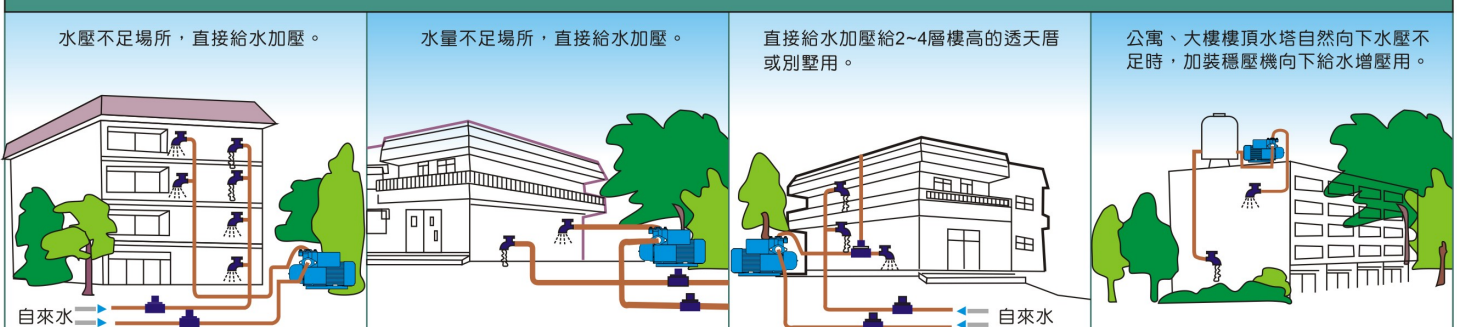 水壓不足場所，直接給水加壓。
水量不足場所，直接給水加壓。
直接給水加壓給2~4層樓高的透天厝
或別墅用。
公寓、大樓樓頂水塔自然向下水壓不
足時，加裝穩壓機向下給水增壓用。
自來水
自來水